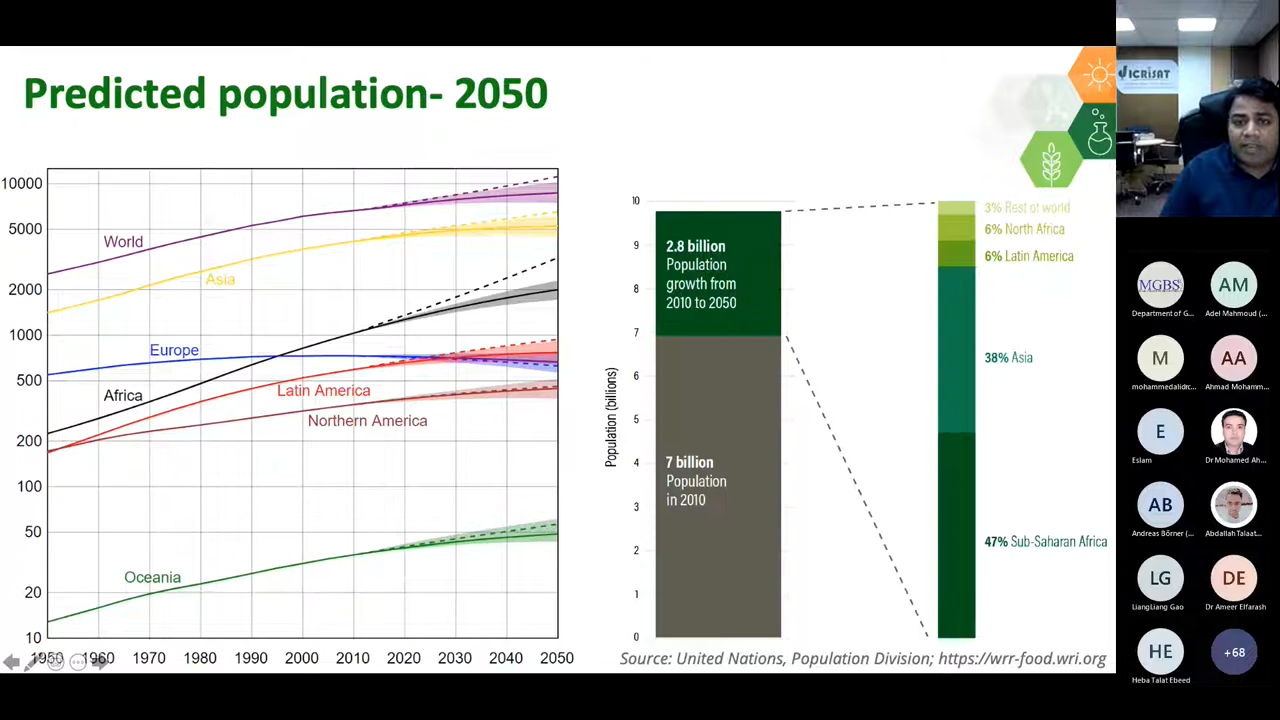 Predicted population- 2050
10000
5000
2000
1000
500
200
100
50
20
10
World
Asia
Europe
Africa
Latin America
Northern America
Oceania
1950 1960 1970 1980 1990 2000 2010 2020 2030 2040 2050
Population (billions)
10
9
8
7
6
5
4
3
2
1
0
2.8 billion
Population
growth from
2010 to 2050
7 billion
Population
in 2010
3% Rest of world
6% North Africa
6% Latin America
38% Asia
47% Sub-Saharan Africa
Source: United Nations, Population Division; https://wrr-food.wri.org
ICRISAT
MGBS
Department of G...
AM
Adel Mahmoud (...
M
mohammedalidrc...
AA
Ahmad Mohamm...
E
Eslam
Dr Mohamed Ah...
AB
Andreas Börner (...
Abdallah Talaat...
LG
LiangLiang Gao
DE
Dr Ameer Elfarash
HE
Heba Talat Ebeed
+68